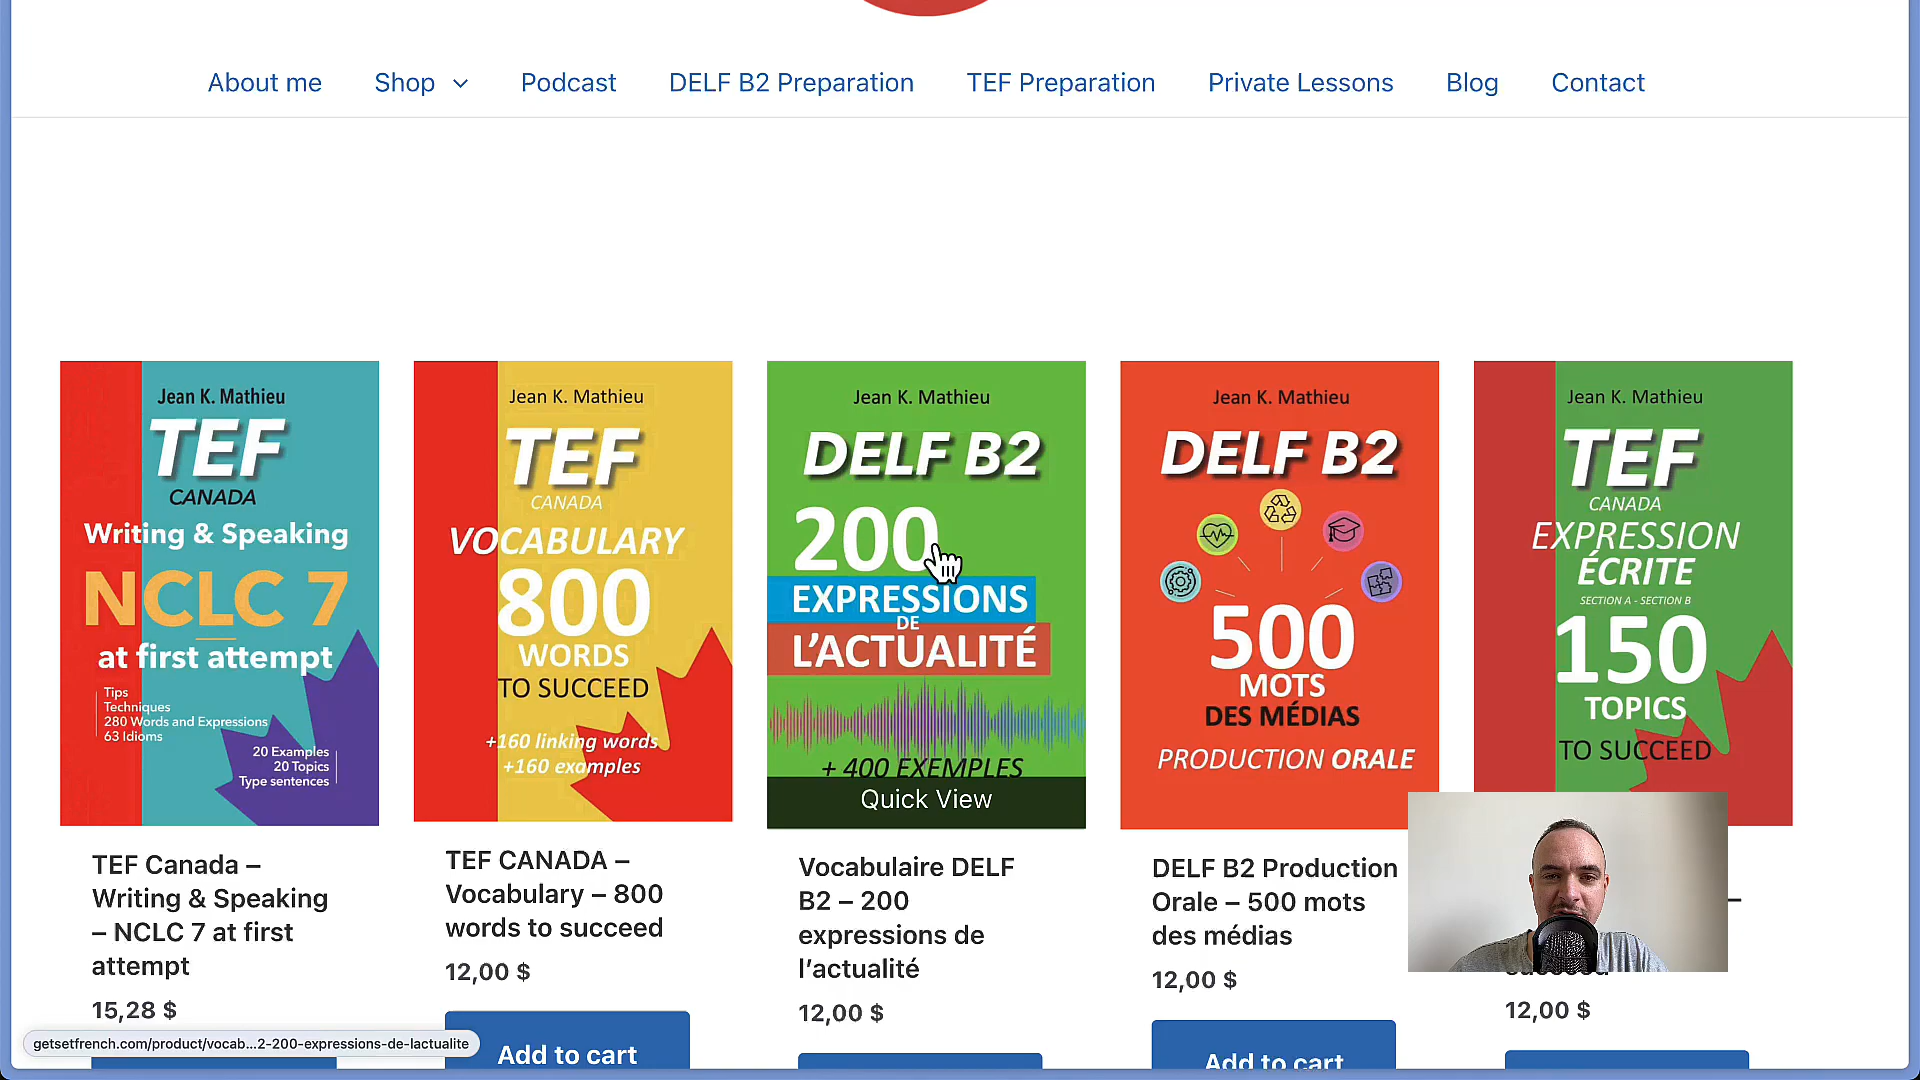 About me
Shop
Podcast
DELF B2 Preparation
TEF Preparation
Private Lessons
Blog
Contact
Jean K. Mathieu
TEF
CANADA
Writing & Speaking
NCLC 7
at first attempt
Tips
Techniques
280 Words and Expressions
63 Idioms
20 Examples
20 Topics
Type sentences
Jean K. Mathieu
TEF
CANADA
VOCABULARY
800
WORDS
TO SUCCEED
+160 linking words
+160 examples
Jean K. Mathieu
DELF B2
200
EXPRESSIONS
DE
L'ACTUALITÉ
+ 400 EXEMPLES
Quick View
Jean K. Mathieu
DELF B2
500
MOTS
DES MÉDIAS
PRODUCTION ORALE
Jean K. Mathieu
TEF
CANADA
EXPRESSION
ÉCRITE
SECTION A - SECTION B
150
TOPICS
TO SUCCEED
TEF Canada –
Writing & Speaking
– NCLC 7 at first
attempt
15,28 $
TEF CANADA –
Vocabulary – 800
words to succeed
12,00 $
Add to cart
Vocabulaire DELF
B2 – 200
expressions de
l'actualité
12,00 $
DELF B2 Production
Orale – 500 mots
des médias
12,00 $
Add to cart
–
12,00 $
getsetfrench.com/product/vocab...2-200-expressions-de-lactualite